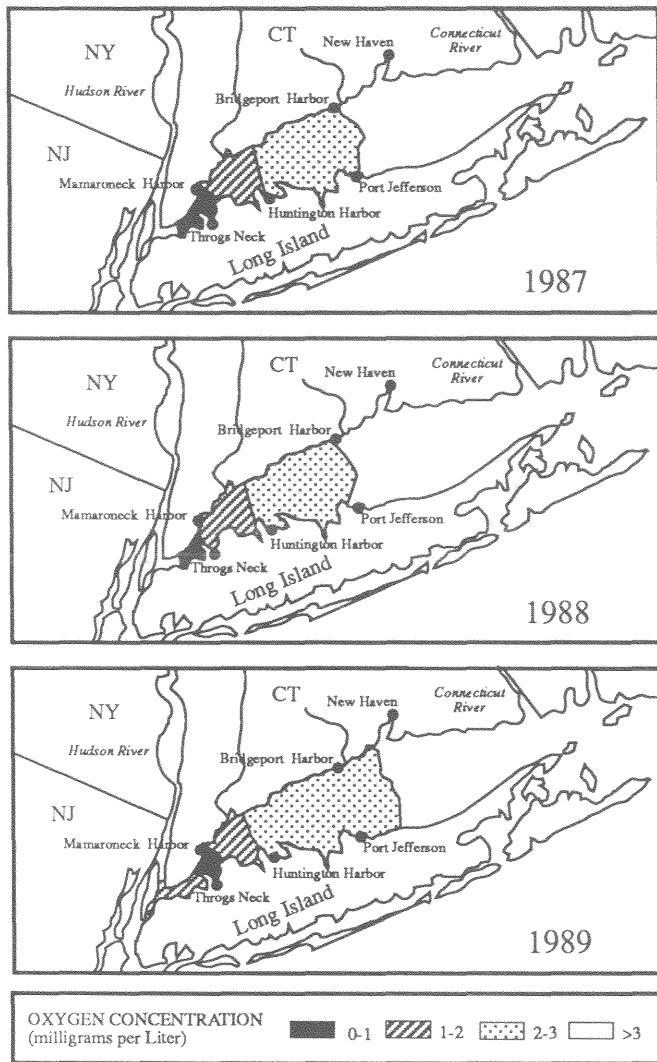 NY
CT
New Haven
Connecticut
River
Hudson River
Bridgeport Harbor
NJ
Mamaroneck Harbor
Port Jefferson
Huntington Harbor
Throgs Neck
Long Island
1987
NY
CT
New Haven
Connecticut
River
Hudson River
Bridgeport Harbor
NJ
Mamaroneck Harbor
Port Jefferson
Huntington Harbor
Throgs Neck
Long Island
1988
NY
CT
New Haven
Connecticut
River
Hudson River
Bridgeport Harbor
NJ
Mamaroneck Harbor
Port Jefferson
Huntington Harbor
Throgs Neck
Long Island
1989
OXYGEN CONCENTRATION
(milligrams per Liter)
0-1
1-2
2-3
>3